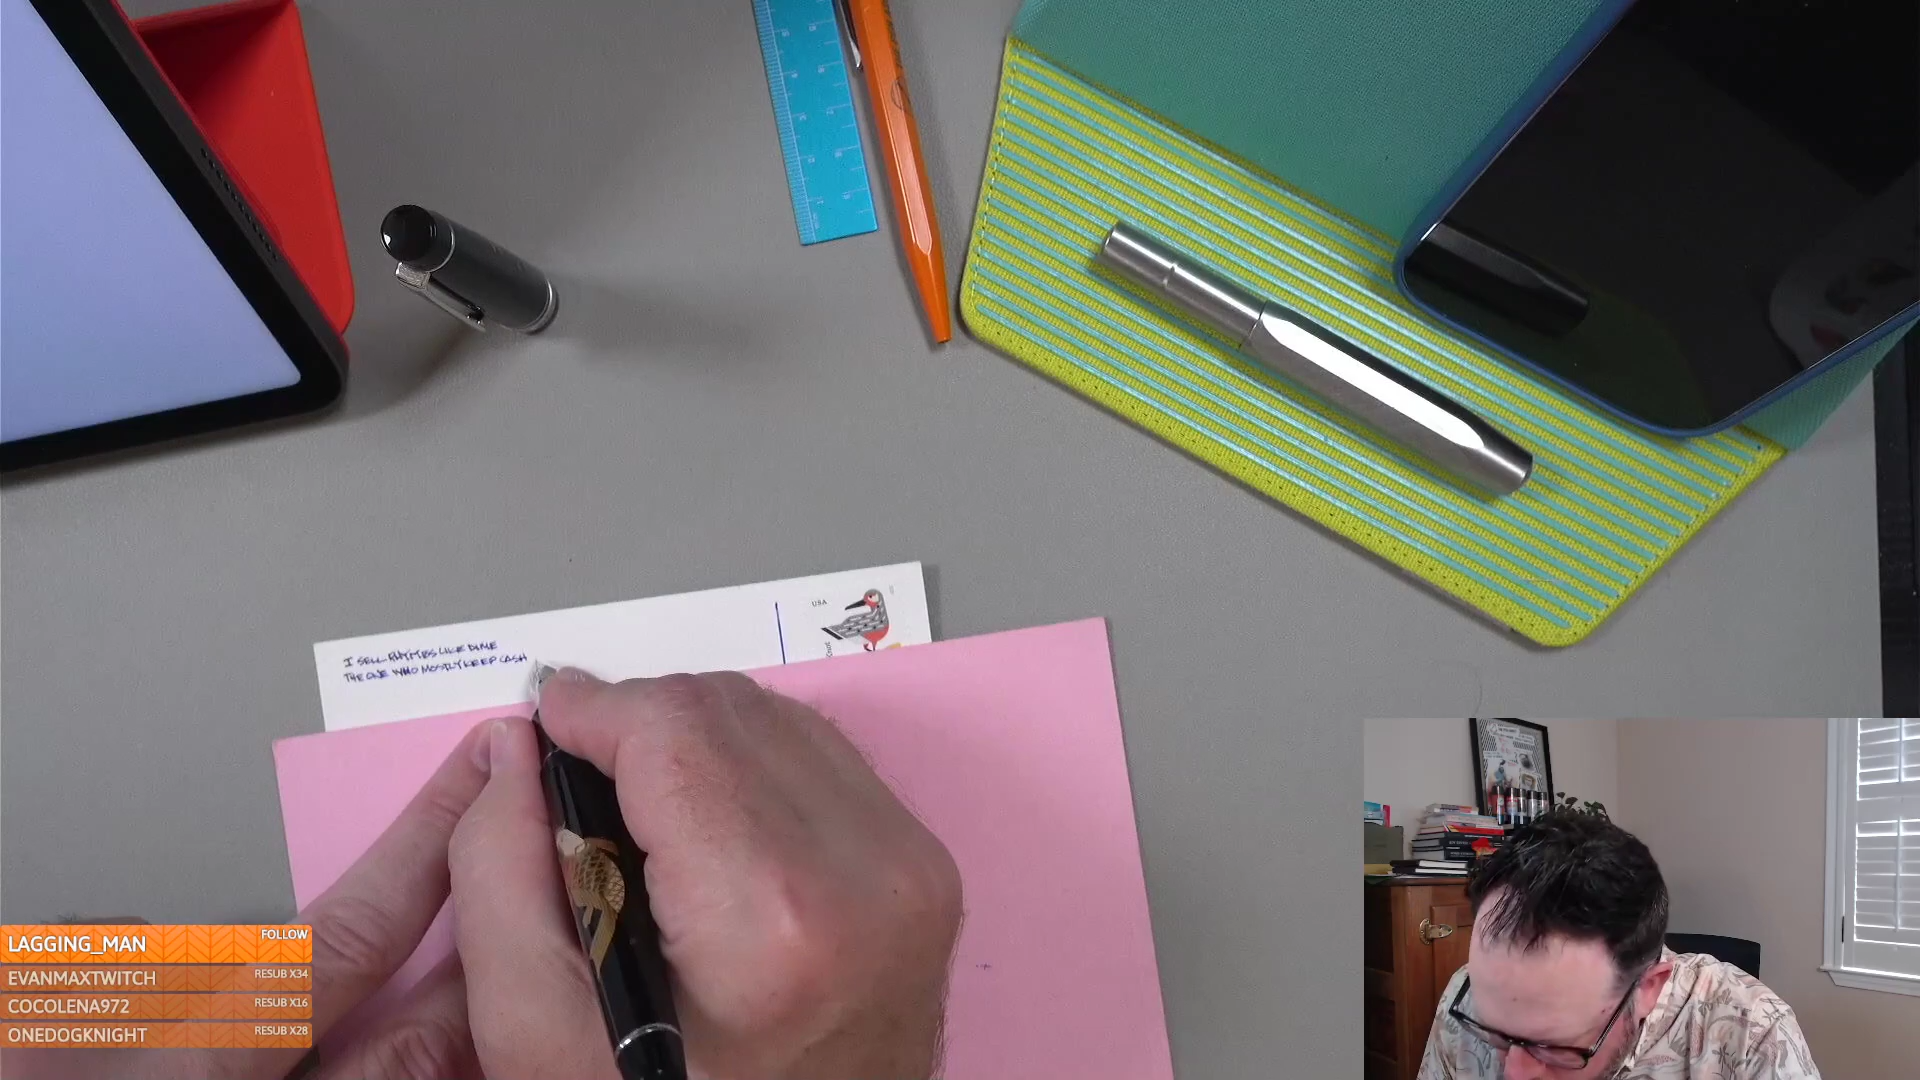 I SELL RHYMES LIKE DIME
THE ONE WHO MOSTLY KEEP CASH
USA
LAGGING_MAN FOLLOW
EVANMAXTWITCH RESUB X34
COCOLENA972 RESUB X16
ONEDOGKNIGHT RESUB X28